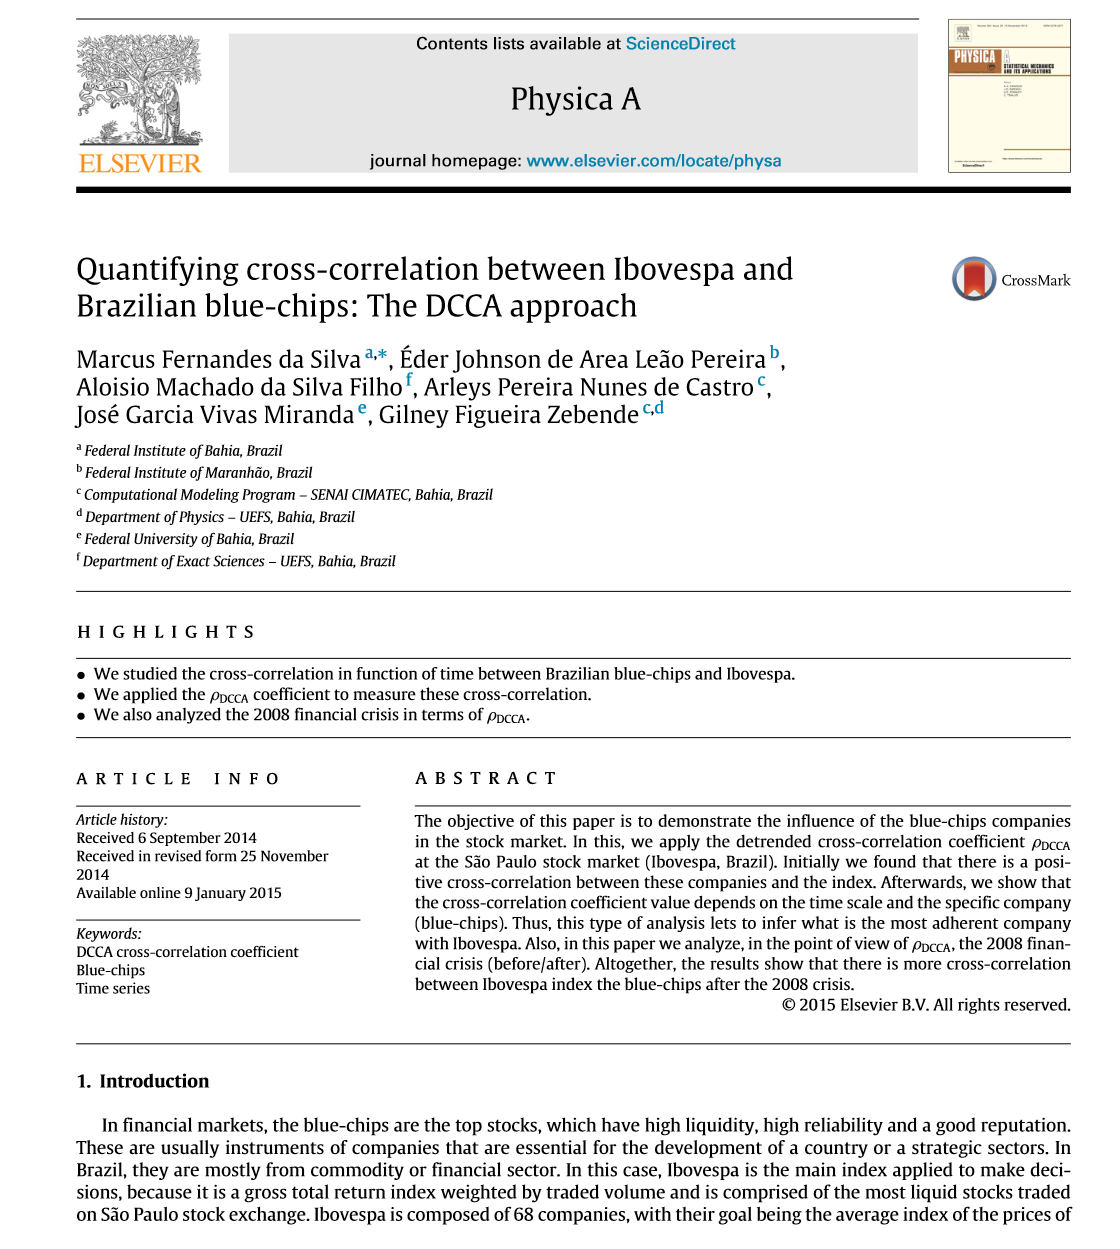 Contents lists available at ScienceDirect
Physica A
journal homepage: www.elsevier.com/locate/physa
ELSEVIER
PHYSICA A
STATISTICAL MECHANICS
AND ITS APPLICATIONS
ScienceDirect
Quantifying cross-correlation between Ibovespa and
Brazilian blue-chips: The DCCA approach
CrossMark
Marcus Fernandes da Silva a,*, Éder Johnson de Area Leão Pereira b,
Aloisio Machado da Silva Filho f, Arleys Pereira Nunes de Castro c,
José Garcia Vivas Miranda e, Gilney Figueira Zebende c,d
a Federal Institute of Bahia, Brazil
b Federal Institute of Maranhão, Brazil
c Computational Modeling Program – SENAI CIMATEC, Bahia, Brazil
d Department of Physics – UEFS, Bahia, Brazil
e Federal University of Bahia, Brazil
f Department of Exact Sciences – UEFS, Bahia, Brazil
HIGHLIGHTS
• We studied the cross-correlation in function of time between Brazilian blue-chips and Ibovespa.
• We applied the ρDCCA coefficient to measure these cross-correlation.
• We also analyzed the 2008 financial crisis in terms of ρDCCA.
ARTICLE INFO
Article history:
Received 6 September 2014
Received in revised form 25 November
2014
Available online 9 January 2015
Keywords:
DCCA cross-correlation coefficient
Blue-chips
Time series
ABSTRACT
The objective of this paper is to demonstrate the influence of the blue-chips companies
in the stock market. In this, we apply the detrended cross-correlation coefficient ρDCCA
at the São Paulo stock market (Ibovespa, Brazil). Initially we found that there is a posi-
tive cross-correlation between these companies and the index. Afterwards, we show that
the cross-correlation coefficient value depends on the time scale and the specific company
(blue-chips). Thus, this type of analysis lets to infer what is the most adherent company
with Ibovespa. Also, in this paper we analyze, in the point of view of ρDCCA, the 2008 finan-
cial crisis (before/after). Altogether, the results show that there is more cross-correlation
between Ibovespa index the blue-chips after the 2008 crisis.
© 2015 Elsevier B.V. All rights reserved.
1. Introduction
In financial markets, the blue-chips are the top stocks, which have high liquidity, high reliability and a good reputation.
These are usually instruments of companies that are essential for the development of a country or a strategic sectors. In
Brazil, they are mostly from commodity or financial sector. In this case, Ibovespa is the main index applied to make deci-
sions, because it is a gross total return index weighted by traded volume and is comprised of the most liquid stocks traded
on São Paulo stock exchange. Ibovespa is composed of 68 companies, with their goal being the average index of the prices of